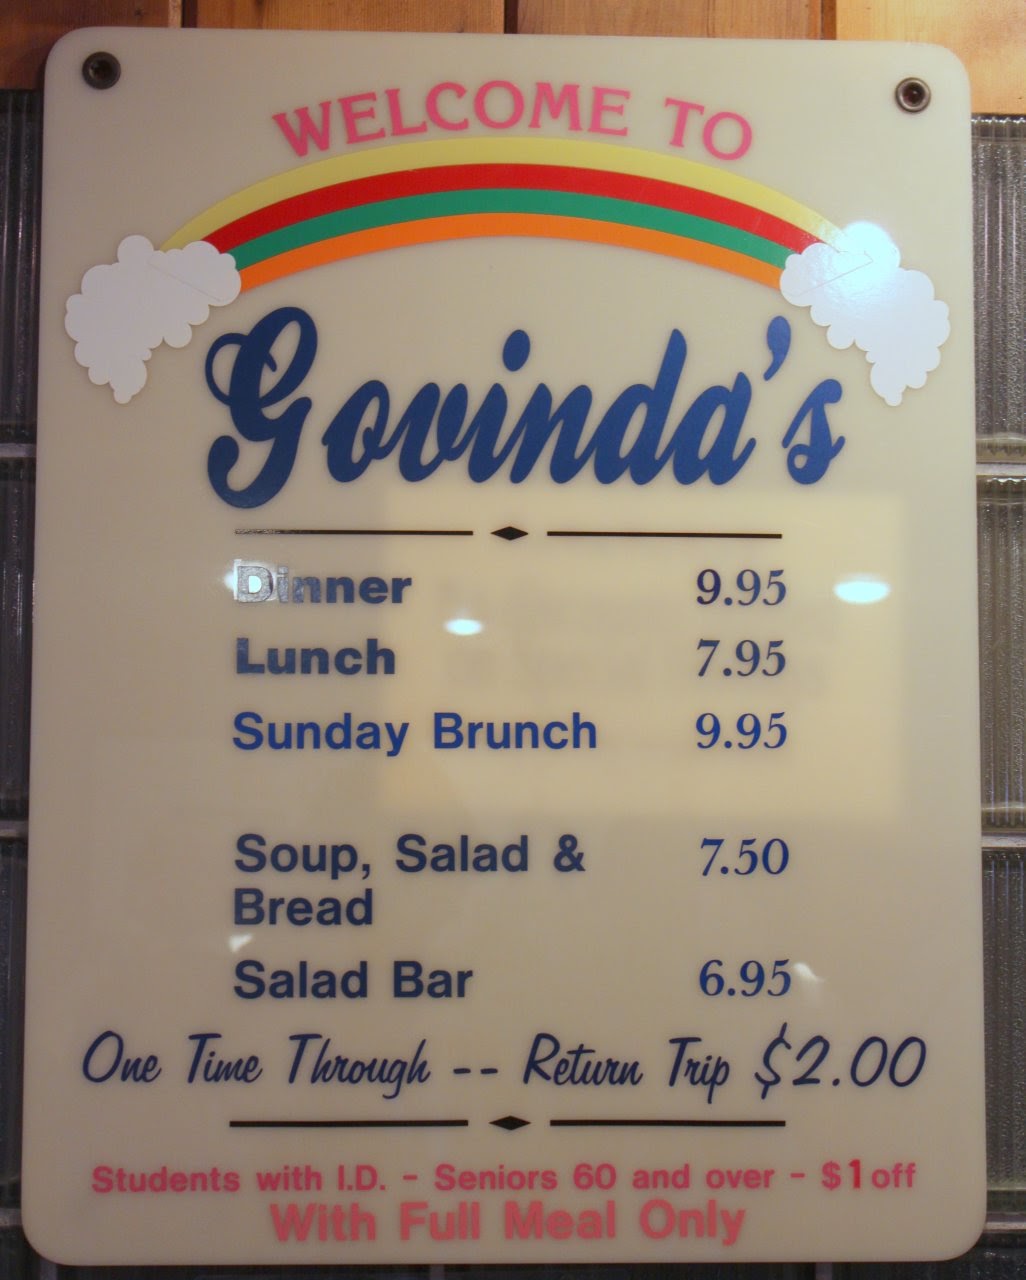 WELCOME TO
Govinda's
Dinner 9.95
Lunch 7.95
Sunday Brunch 9.95
Soup, Salad & 7.50
Bread
Salad Bar 6.95
One Time Through -- Return Trip $2.00
Students with I.D. - Seniors 60 and over - $1 off
With Full Meal Only